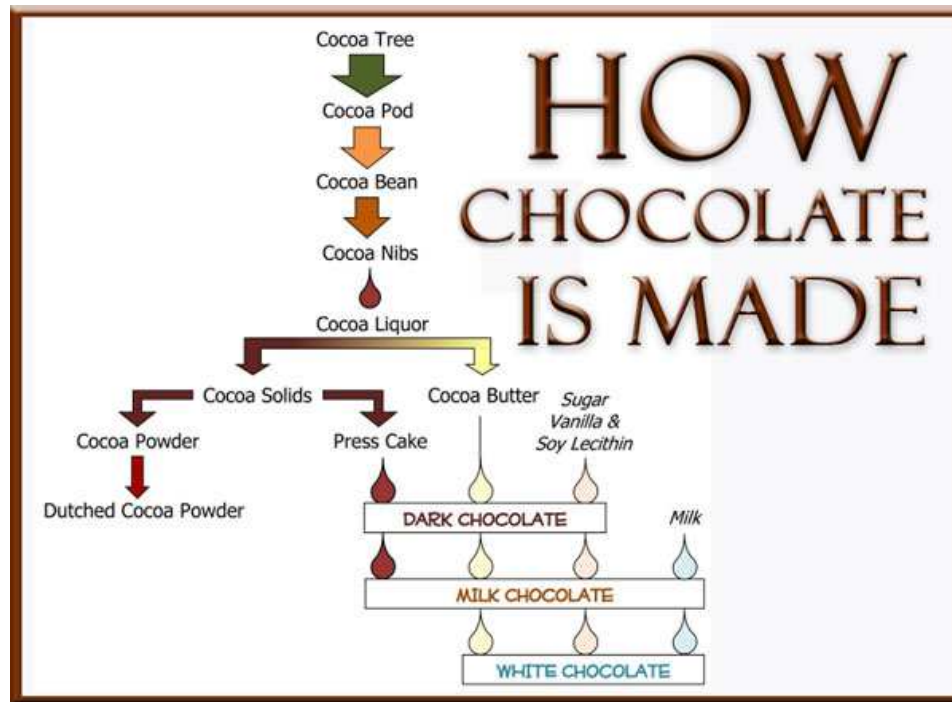 HOW
CHOCOLATE
IS MADE
Cocoa Tree
Cocoa Pod
Cocoa Bean
Cocoa Nibs
Cocoa Liquor
Cocoa Solids
Cocoa Butter
Sugar
Vanilla &
Soy Lecithin
Cocoa Powder
Press Cake
Dutched Cocoa Powder
DARK CHOCOLATE
Milk
MILK CHOCOLATE
WHITE CHOCOLATE